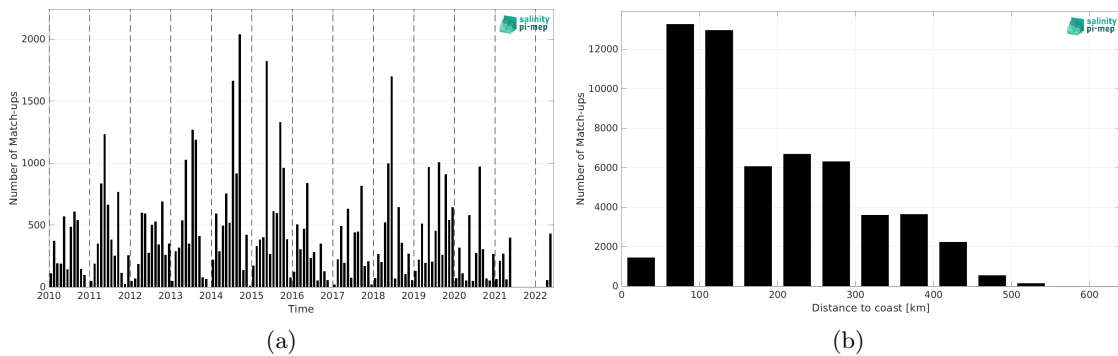 salinity
pi-mep
Number of Match-ups
2000
1500
1000
500
0
2010 2011 2012 2013 2014 2015 2016 2017 2018 2019 2020 2021 2022
Time
(a)
salinity
pi-mep
Number of Match-ups
12000
10000
8000
6000
4000
2000
0
0 100 200 300 400 500 600
Distance to coast [km]
(b)